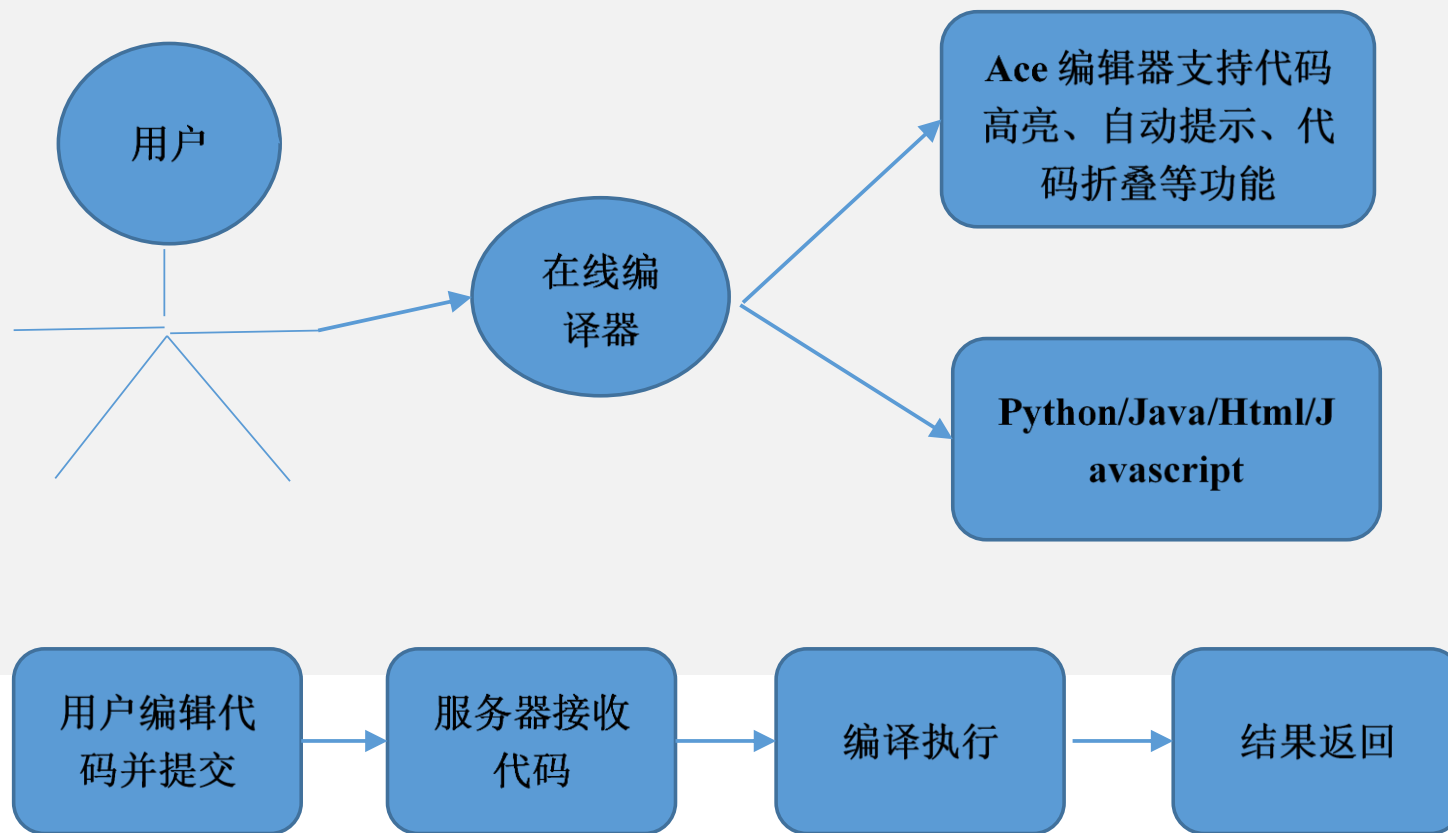 用户
在线编
译器
Ace 编辑器支持代码
高亮、自动提示、代
码折叠等功能
Python/Java/Html/J
avascript
用户编辑代
码并提交
服务器接收
代码
编译执行
结果返回